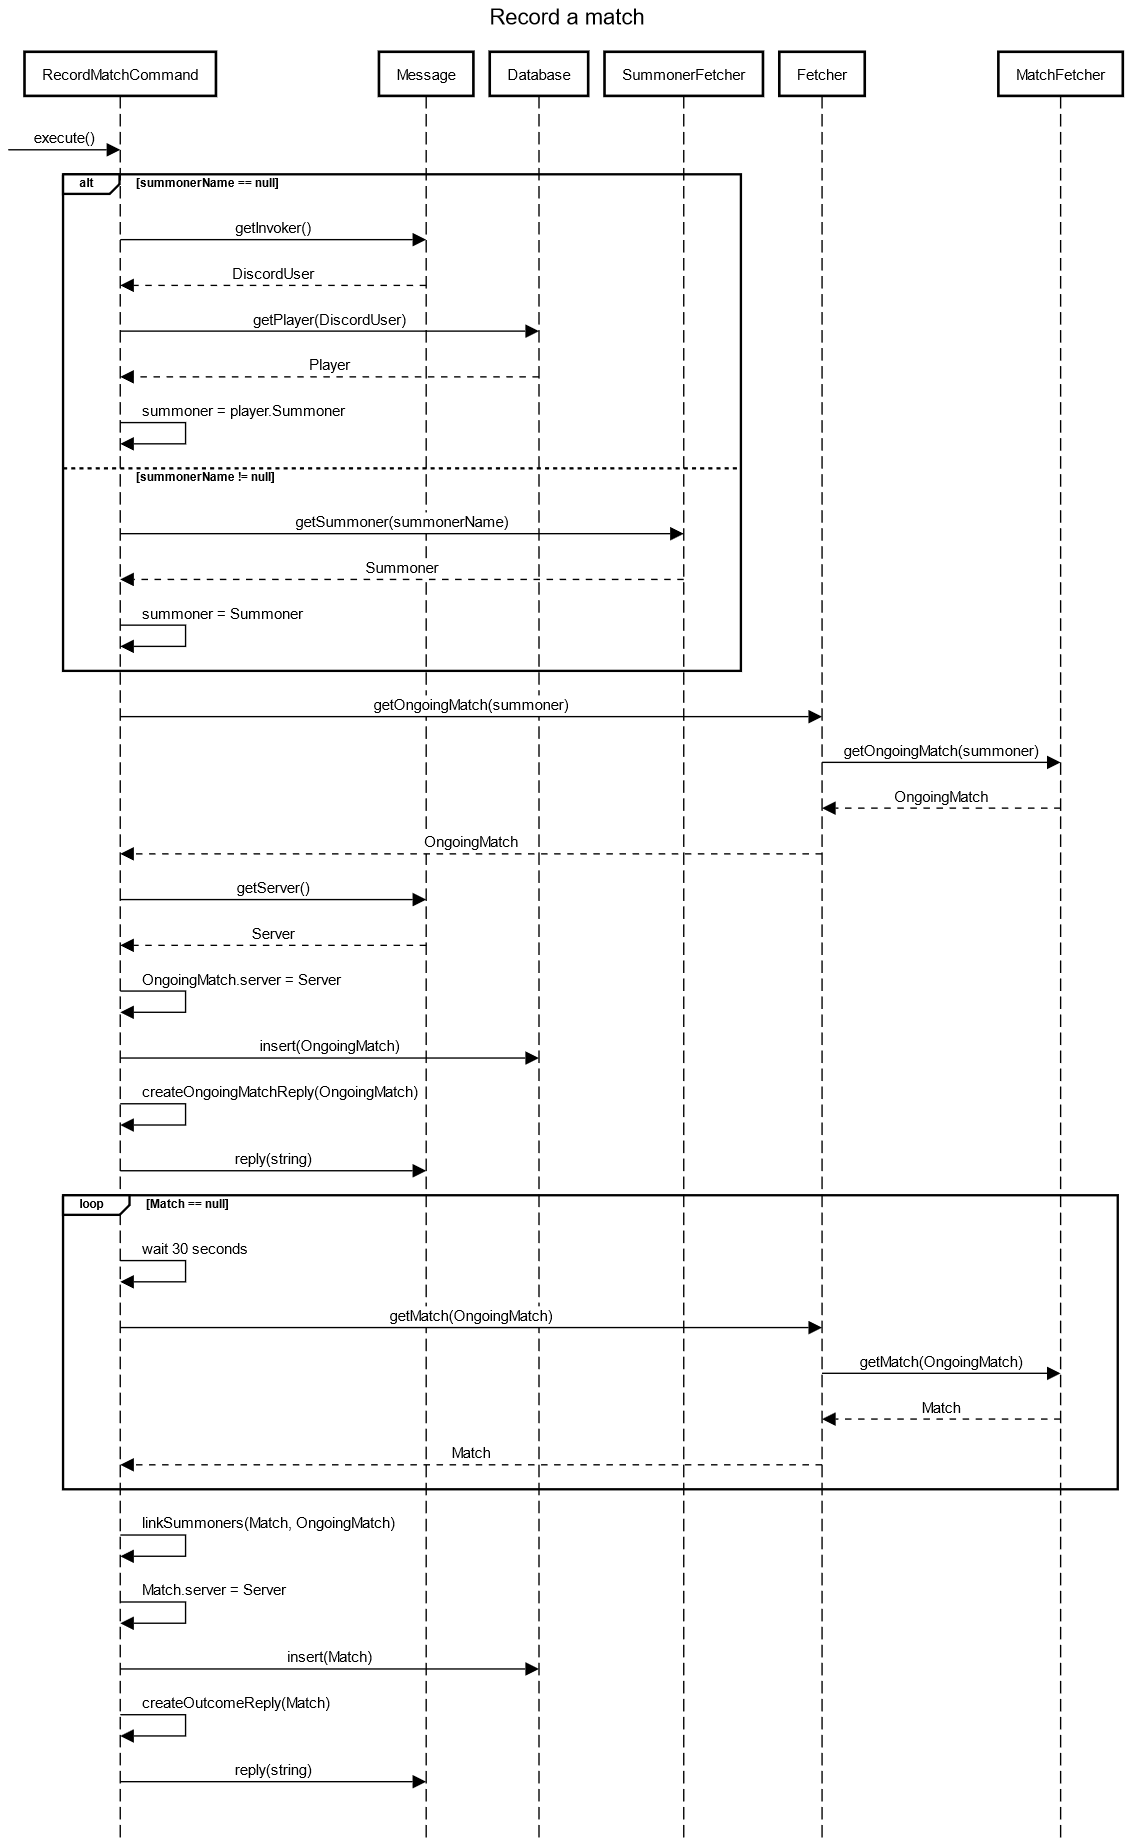 Record a match
RecordMatchCommand
Message
Database
SummonerFetcher
Fetcher
MatchFetcher
execute()
alt
[summonerName == null]
getInvoker()
DiscordUser
getPlayer(DiscordUser)
Player
summoner = player.Summoner
[summonerName != null]
getSummoner(summonerName)
Summoner
summoner = Summoner
getOngoingMatch(summoner)
getOngoingMatch(summoner)
OngoingMatch
OngoingMatch
getServer()
Server
OngoingMatch.server = Server
insert(OngoingMatch)
createOngoingMatchReply(OngoingMatch)
reply(string)
loop
[Match == null]
wait 30 seconds
getMatch(OngoingMatch)
getMatch(OngoingMatch)
Match
Match
linkSummoners(Match, OngoingMatch)
Match.server = Server
insert(Match)
createOutcomeReply(Match)
reply(string)